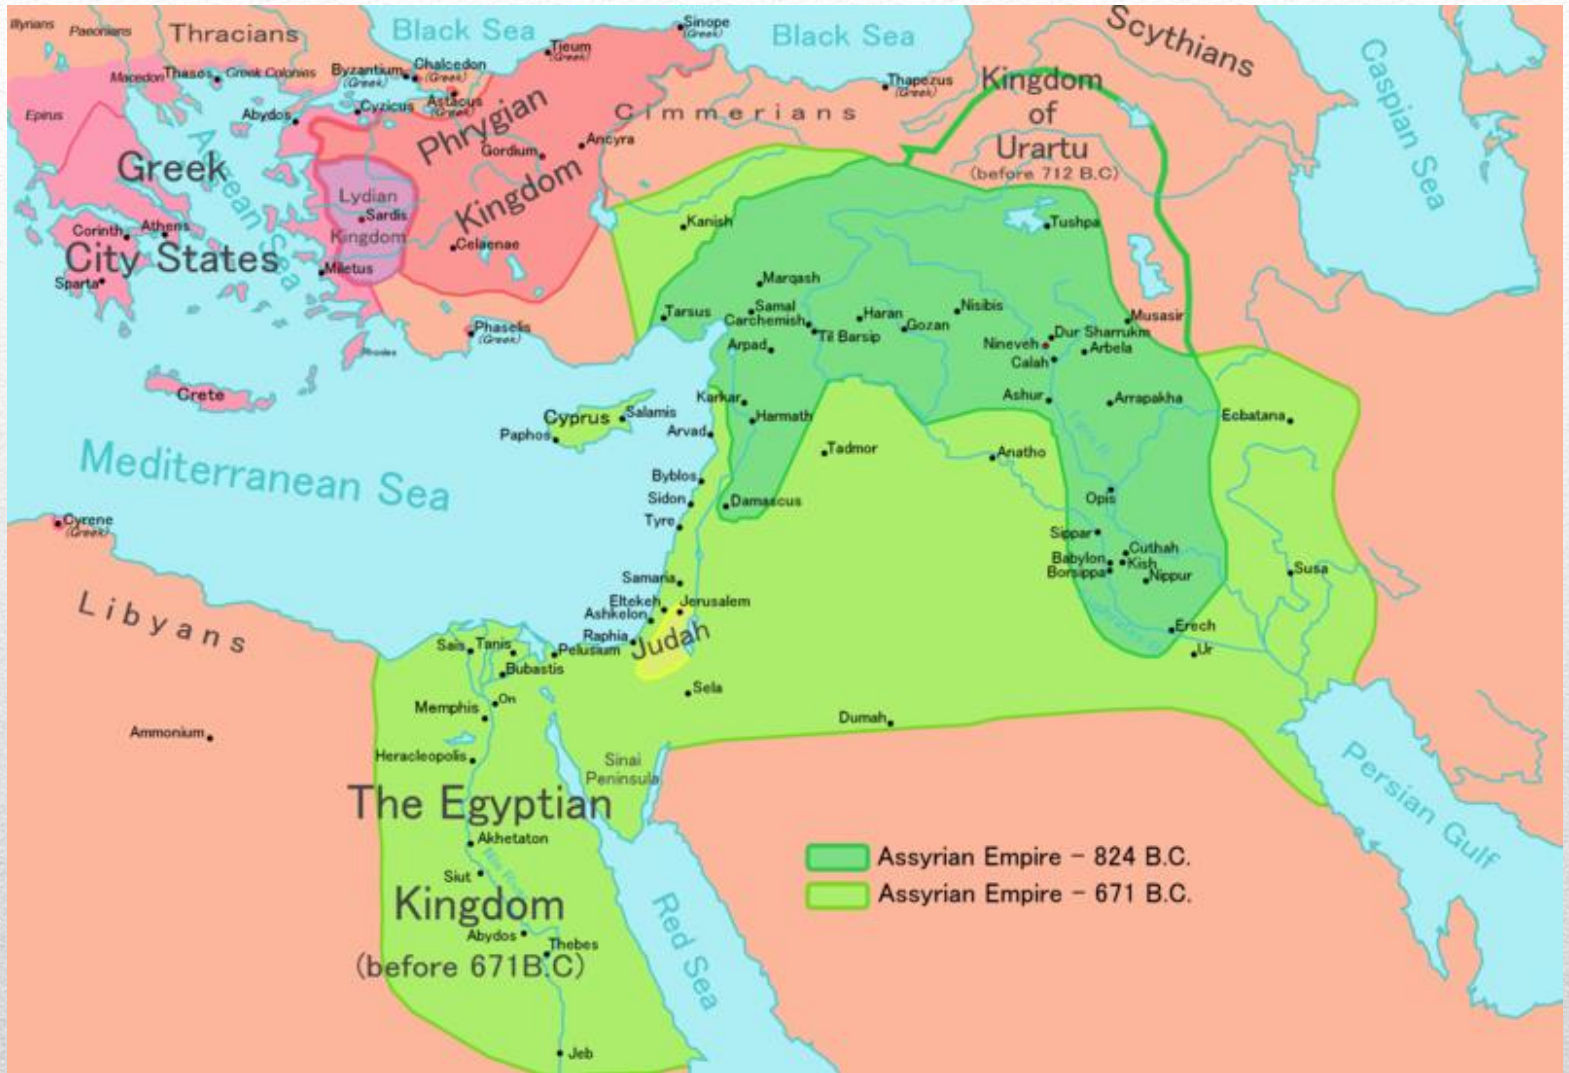 Illyrians
Paeonians
Thracians
Black Sea
Sinope
(Greek)
Black Sea
Scythians
Caspian Sea
Tieum
(Greek)
Macedon
Thasos
Greek Colonies
Byzantium
(Greek)
Chalcedon
(Greek)
Astacus
(Greek)
Cyzicus
Abydos
Epirus
Thapezus
(Greek)
Kingdom
of
Urartu
(before 712 B.C)
Cimmerians
Phrygian
Kingdom
Gordium
Ancyra
Greek
City States
Aegean Sea
Lydian
Kingdom
Sardis
Celaenae
Miletus
Corinth
Athens
Sparta
Kanish
Tushpa
Phaselis
(Greek)
Rhodes
Crete
Tarsus
Marqash
Samal
Carchemish
Til Barsip
Haran
Gozan
Nisibis
Arpad
Musasir
Dur Sharrukin
Nineveh
Arbela
Calah
Ashur
Arrapakha
Ecbatana
Karkar
Harmath
Cyprus
Salamis
Paphos
Arvad
Tadmor
Anatho
Tigris R
Mediterranean Sea
Byblos
Sidon
Damascus
Tyre
Opis
Sippar
Cuthah
Babylon
Kish
Borsippa
Nippur
Susa
Cyrene
(Greek)
Libyans
Samaria
Eltekeh
Jerusalem
Ashkelon
Raphia
Judah
Erech
Ur
Sais
Tanis
Pelusium
Bubastis
On
Memphis
Sela
Dumah
Ammonium
Heracleopolis
Sinai
Peninsula
Persian Gulf
The Egyptian
Kingdom
(before 671B.C)
Akhetaton
Nile River
Siut
Abydos
Thebes
Jeb
Red Sea
Assyrian Empire - 824 B.C.
Assyrian Empire - 671 B.C.